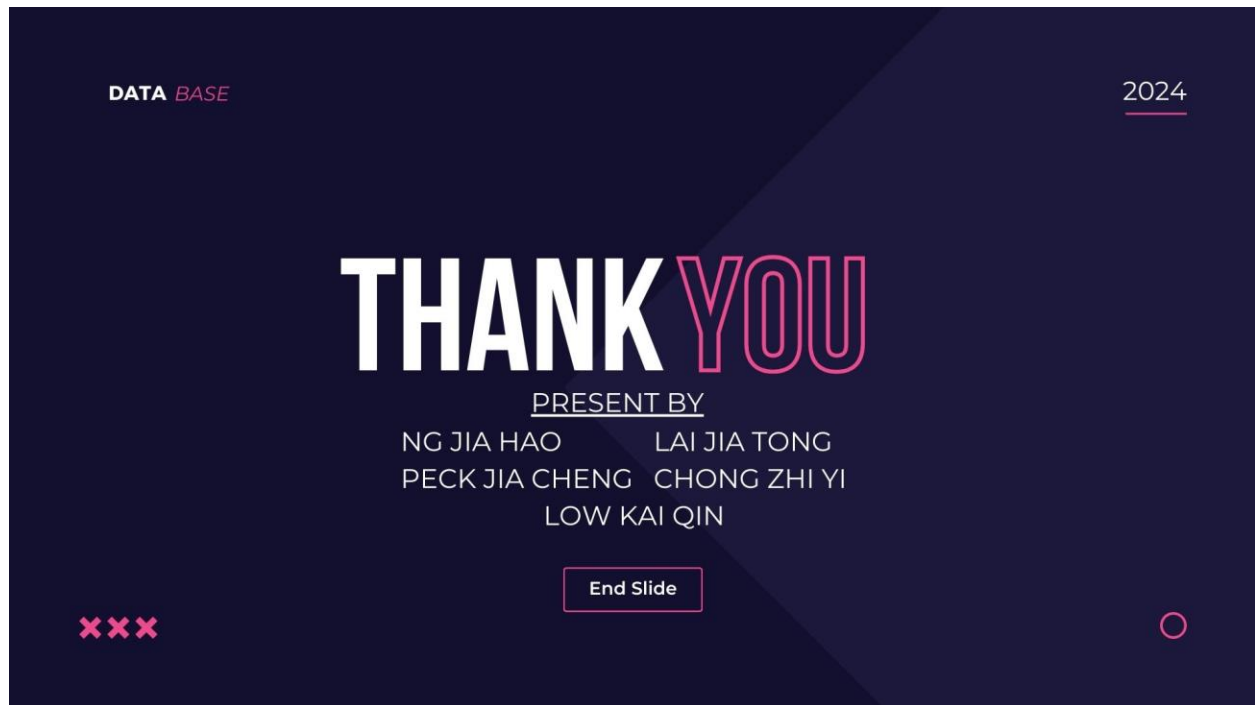 DATA BASE
2024
THANK YOU
PRESENT BY
NG JIA HAO LAI JIA TONG
PECK JIA CHENG CHONG ZHI YI
LOW KAI QIN
End Slide